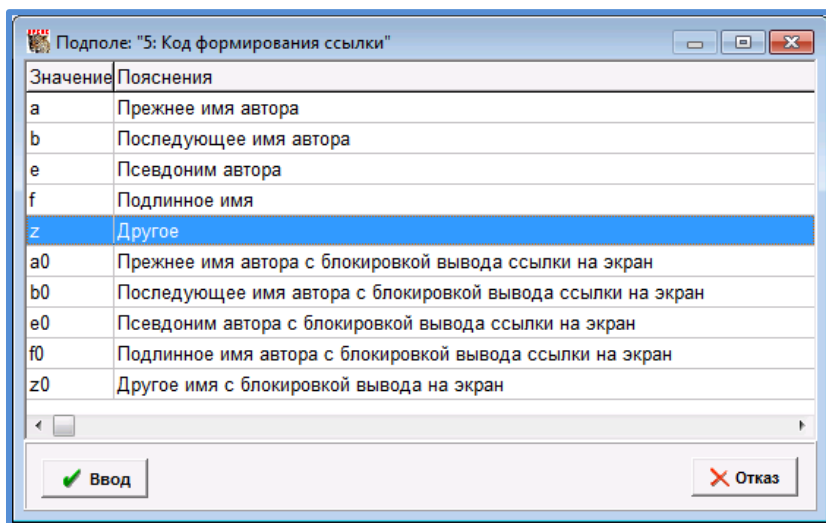 Подполе: "5: Код формирования ссылки"
Значение Пояснения
a Прежнее имя автора
b Последующее имя автора
e Псевдоним автора
f Подлинное имя
z Другое
a0 Прежнее имя автора с блокировкой вывода ссылки на экран
b0 Последующее имя автора с блокировкой вывода ссылки на экран
e0 Псевдоним автора с блокировкой вывода ссылки на экран
f0 Подлинное имя автора с блокировкой вывода ссылки на экран
z0 Другое имя с блокировкой вывода на экран
Ввод Отказ